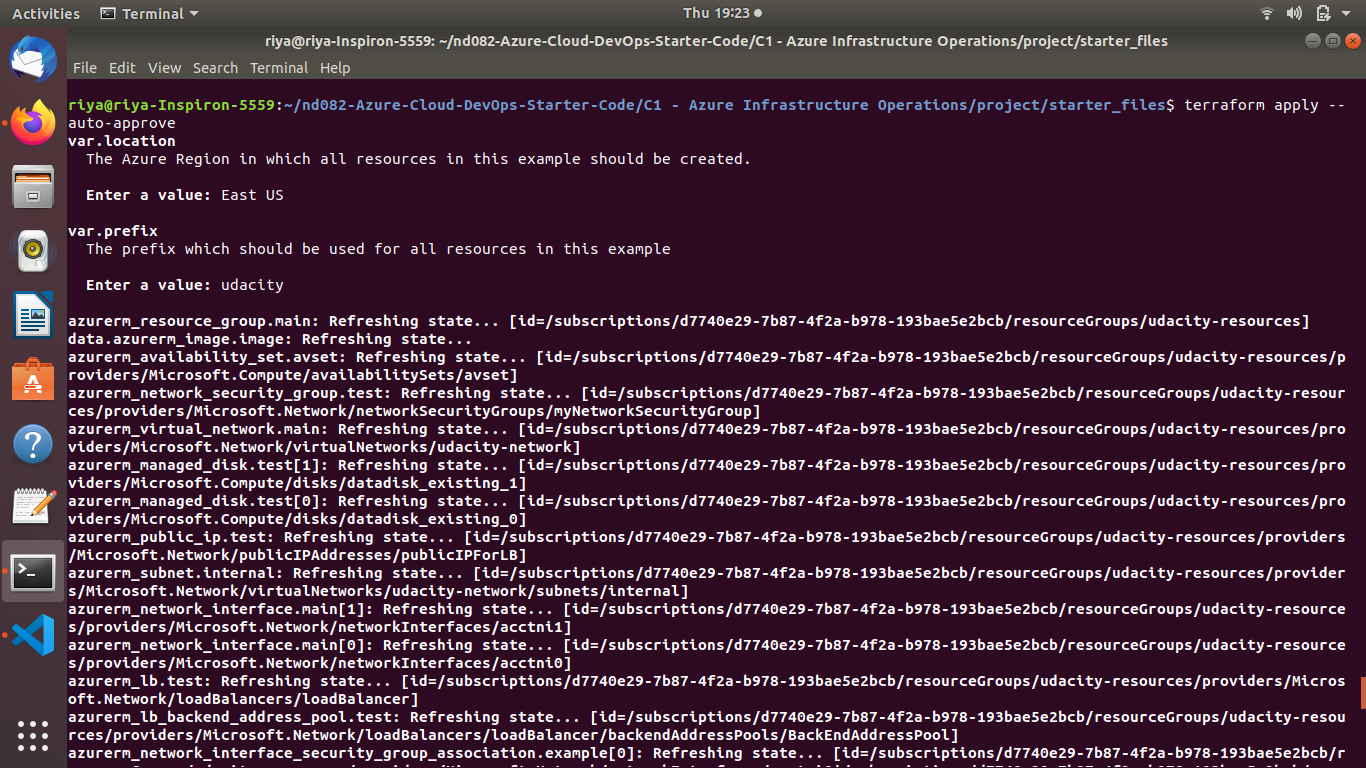 Activities Terminal Thu 19:23
riya@riya-Inspiron-5559: ~/nd082-Azure-Cloud-DevOps-Starter-Code/C1 - Azure Infrastructure Operations/project/starter_files
File Edit View Search Terminal Help
riya@riya-Inspiron-5559:~/nd082-Azure-Cloud-DevOps-Starter-Code/C1 - Azure Infrastructure Operations/project/starter_files$ terraform apply --
auto-approve
var.location
The Azure Region in which all resources in this example should be created.
Enter a value: East US
var.prefix
The prefix which should be used for all resources in this example
Enter a value: udacity
azurerm_resource_group.main: Refreshing state... [id=/subscriptions/d7740e29-7b87-4f2a-b978-193bae5e2bcb/resourceGroups/udacity-resources]
data.azurerm_image.image: Refreshing state...
azurerm_availability_set.avset: Refreshing state... [id=/subscriptions/d7740e29-7b87-4f2a-b978-193bae5e2bcb/resourceGroups/udacity-resources/p
roviders/Microsoft.Compute/availabilitySets/avset]
azurerm_network_security_group.test: Refreshing state... [id=/subscriptions/d7740e29-7b87-4f2a-b978-193bae5e2bcb/resourceGroups/udacity-resour
ces/providers/Microsoft.Network/networkSecurityGroups/myNetworkSecurityGroup]
azurerm_virtual_network.main: Refreshing state... [id=/subscriptions/d7740e29-7b87-4f2a-b978-193bae5e2bcb/resourceGroups/udacity-resources/pro
viders/Microsoft.Network/virtualNetworks/udacity-network]
azurerm_managed_disk.test[1]: Refreshing state... [id=/subscriptions/d7740e29-7b87-4f2a-b978-193bae5e2bcb/resourceGroups/udacity-resources/pro
viders/Microsoft.Compute/disks/datadisk_existing_1]
azurerm_managed_disk.test[0]: Refreshing state... [id=/subscriptions/d7740e29-7b87-4f2a-b978-193bae5e2bcb/resourceGroups/udacity-resources/pro
viders/Microsoft.Compute/disks/datadisk_existing_0]
azurerm_public_ip.test: Refreshing state... [id=/subscriptions/d7740e29-7b87-4f2a-b978-193bae5e2bcb/resourceGroups/udacity-resources/providers
/Microsoft.Network/publicIPAddresses/publicIPForLB]
azurerm_subnet.internal: Refreshing state... [id=/subscriptions/d7740e29-7b87-4f2a-b978-193bae5e2bcb/resourceGroups/udacity-resources/provider
s/Microsoft.Network/virtualNetworks/udacity-network/subnets/internal]
azurerm_network_interface.main[1]: Refreshing state... [id=/subscriptions/d7740e29-7b87-4f2a-b978-193bae5e2bcb/resourceGroups/udacity-resource
s/providers/Microsoft.Network/networkInterfaces/acctni1]
azurerm_network_interface.main[0]: Refreshing state... [id=/subscriptions/d7740e29-7b87-4f2a-b978-193bae5e2bcb/resourceGroups/udacity-resource
s/providers/Microsoft.Network/networkInterfaces/acctni0]
azurerm_lb.test: Refreshing state... [id=/subscriptions/d7740e29-7b87-4f2a-b978-193bae5e2bcb/resourceGroups/udacity-resources/providers/Micros
oft.Network/loadBalancers/loadBalancer]
azurerm_lb_backend_address_pool.test: Refreshing state... [id=/subscriptions/d7740e29-7b87-4f2a-b978-193bae5e2bcb/resourceGroups/udacity-resou
rces/providers/Microsoft.Network/loadBalancers/loadBalancer/backendAddressPools/BackEndAddressPool]
azurerm_network_interface_security_group_association.example[0]: Refreshing state... [id=/subscriptions/d7740e29-7b87-4f2a-b978-193bae5e2bcb/r